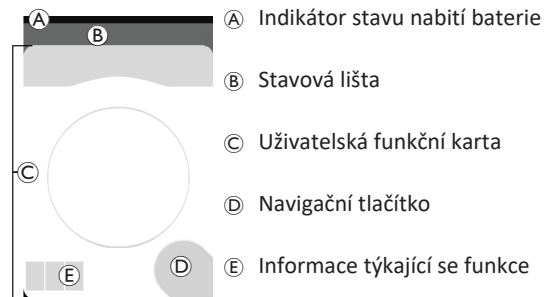 Ⓐ Ⓐ Indikátor stavu nabití baterie
Ⓑ
Ⓑ Stavová lišta
Ⓒ Uživatelská funkční karta
Ⓒ
Ⓓ Navigační tlačítko
Ⓔ Ⓓ Ⓔ Informace týkající se funkce